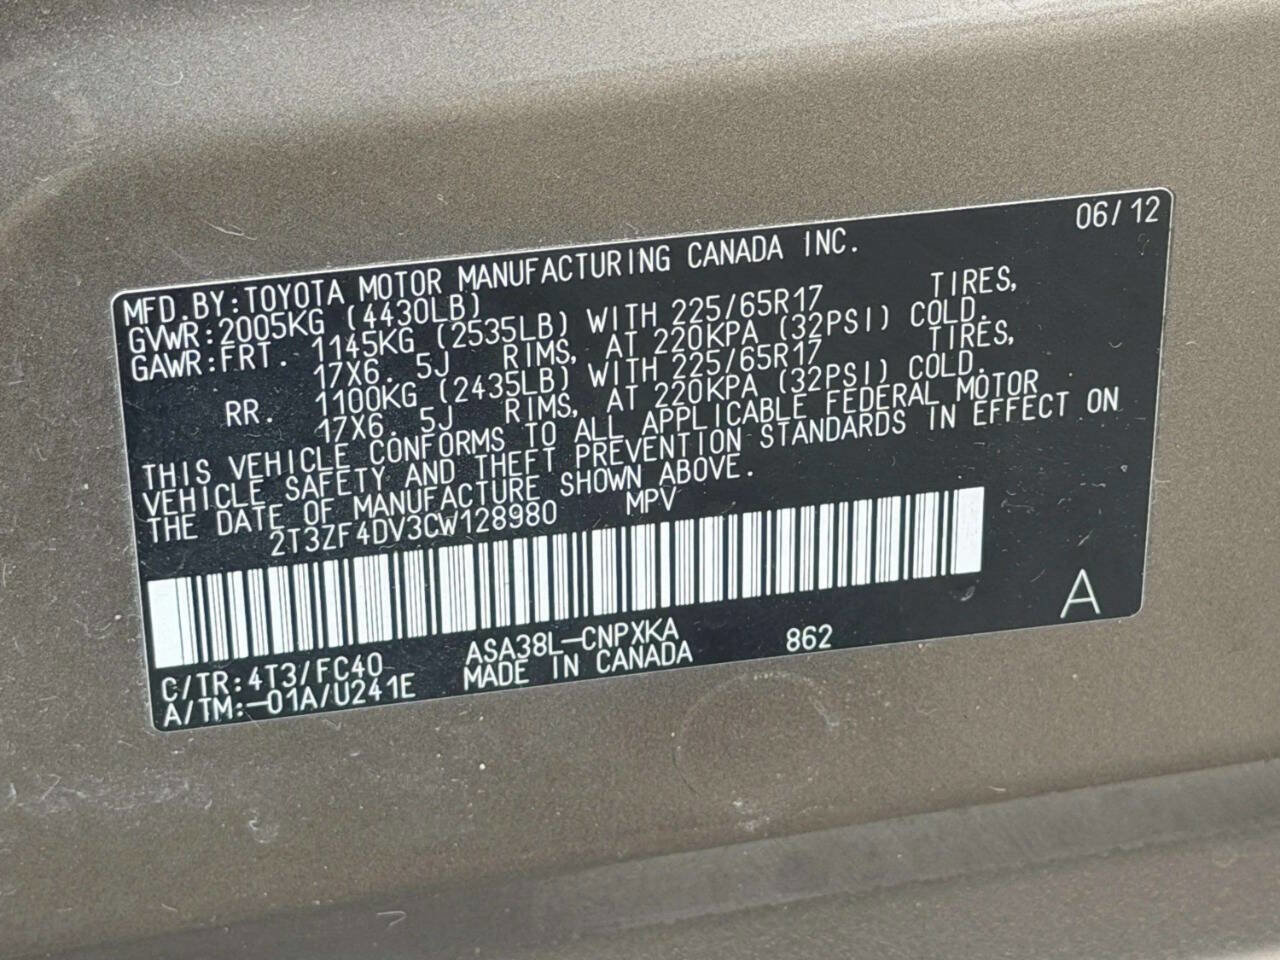 06/12
MFD.BY:TOYOTA MOTOR MANUFACTURING CANADA INC.
GVWR:2005KG (4430LB)
GAWR:FRT. 1145KG (2535LB) WITH 225/65R17 TIRES,
17X6.5J RIMS, AT 220KPA (32PSI) COLD.
RR. 1100KG (2435LB) WITH 225/65R17 TIRES,
17X6.5J RIMS, AT 220KPA (32PSI) COLD.
THIS VEHICLE CONFORMS TO ALL APPLICABLE FEDERAL MOTOR
VEHICLE SAFETY AND THEFT PREVENTION STANDARDS IN EFFECT ON
THE DATE OF MANUFACTURE SHOWN ABOVE.
2T3ZF4DV3CW128980 MPV
C/TR:4T3/FC40 ASA38L-CNPXKA 862 A
A/TM:-01A/U241E MADE IN CANADA